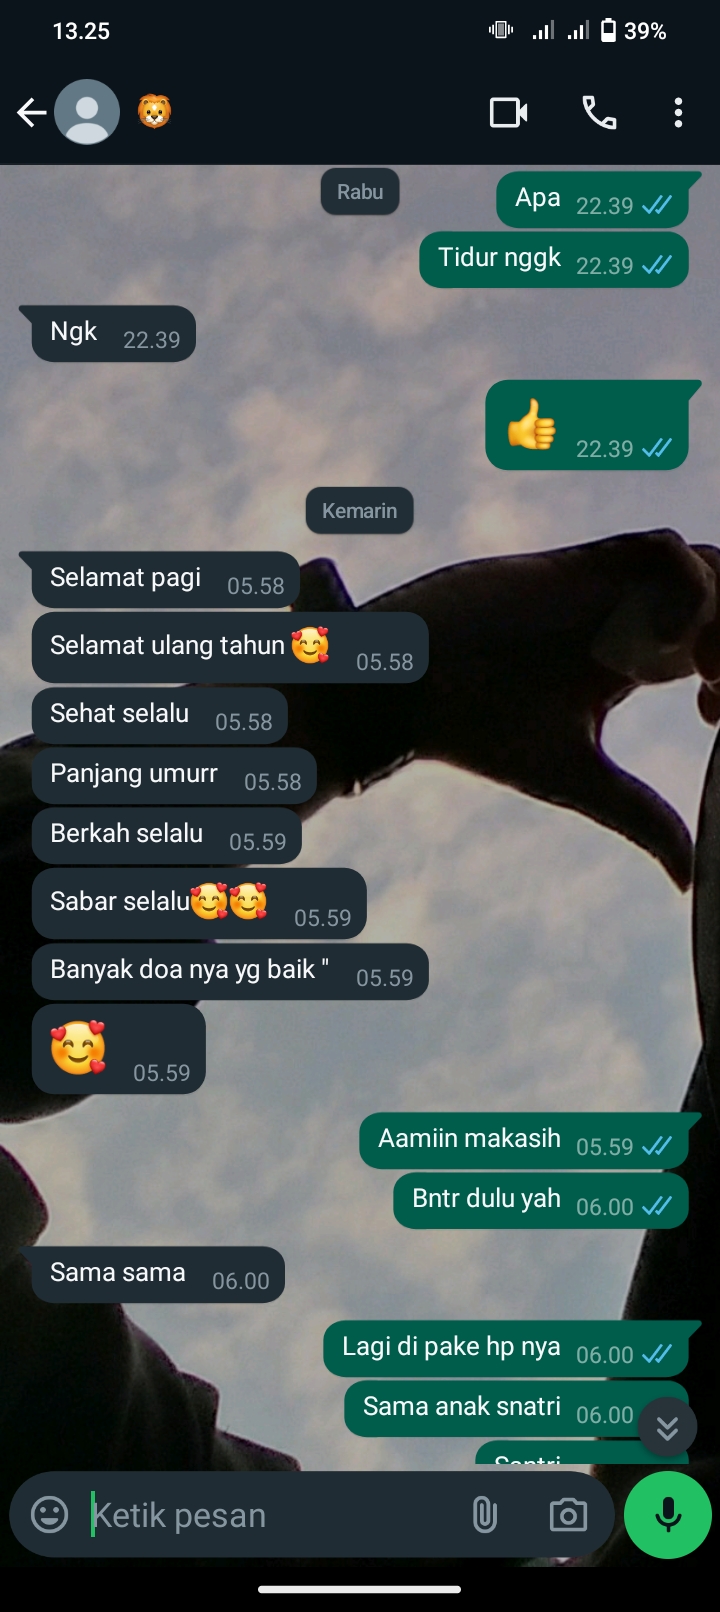 13.25
39%
🦁
Rabu
Apa 22.39
Tidur nggk 22.39
Ngk 22.39
👍 22.39
Kemarin
Selamat pagi 05.58
Selamat ulang tahun 🥰 05.58
Sehat selalu 05.58
Panjang umurr 05.58
Berkah selalu 05.59
Sabar selalu🥰🥰 05.59
Banyak doa nya yg baik " 05.59
🥰 05.59
Aamiin makasih 05.59
Bntr dulu yah 06.00
Sama sama 06.00
Lagi di pake hp nya 06.00
Sama anak snatri 06.00
Santri
Ketik pesan